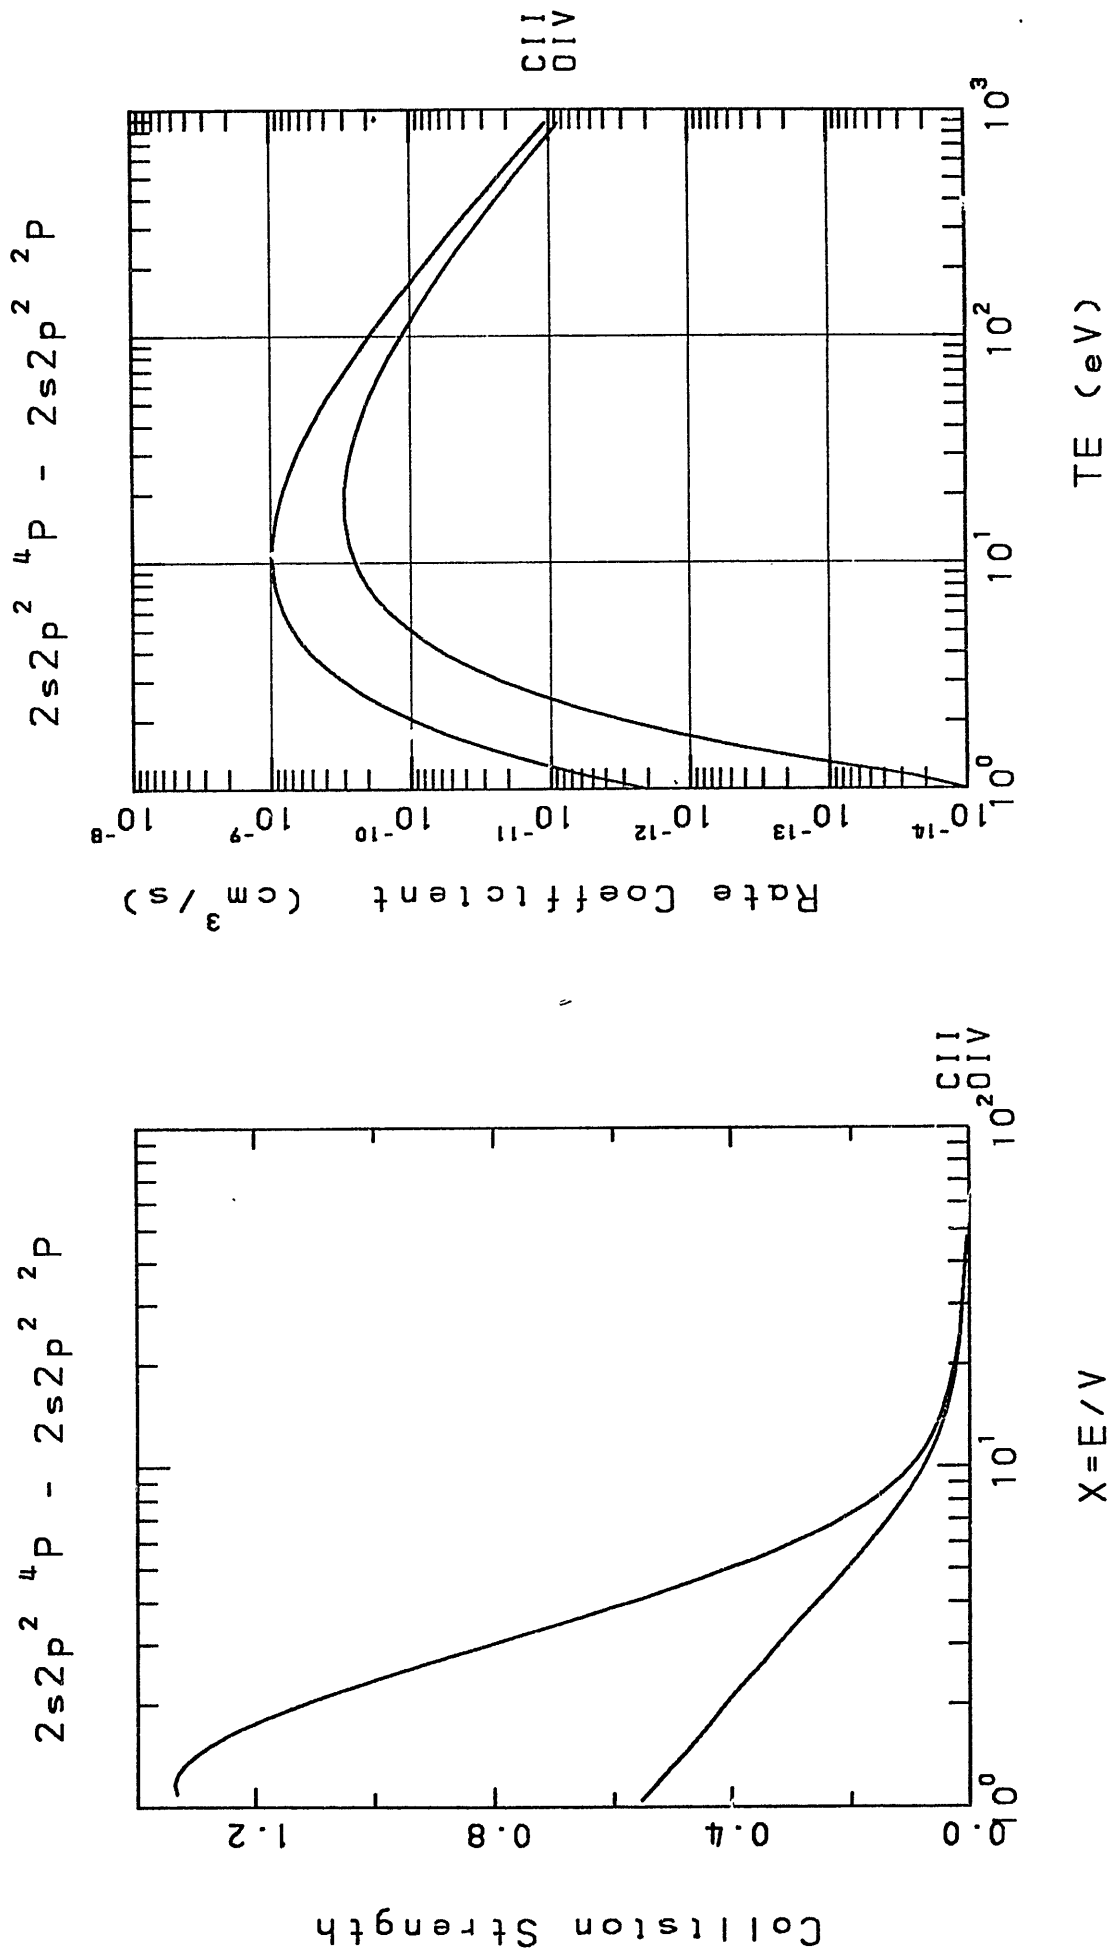 2s2p² ⁴P - 2s2p² ²P
Collision Strength
1.2
0.8
0.4
0.0
10⁰
10¹
10²
X=E/V
CII
OIV
2s2p² ⁴P - 2s2p² ²P
Rate Coefficient (cm³/s)
10⁻⁸
10⁻⁹
10⁻¹⁰
10⁻¹¹
10⁻¹²
10⁻¹³
10⁻¹⁴
10⁰
10¹
10²
10³
TE (eV)
CII
OIV